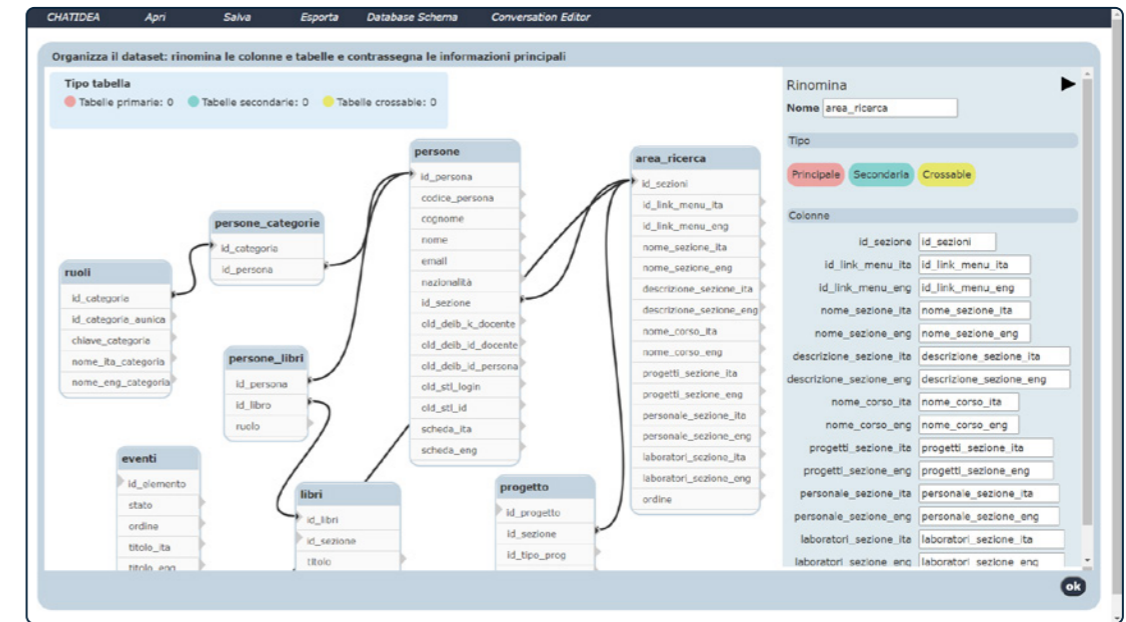 CHATIDEA Apri Salva Esporta Database Schema Conversation Editor
Organizza il dataset: rinomina le colonne e tabelle e contrassegna le informazioni principali
Tipo tabella
Tabelle primarie: 0 Tabelle secondarie: 0 Tabelle crossable: 0
ruoli
id_categoria
id_categoria_aunica
chiave_categoria
nome_ita_categoria
nome_eng_categoria
persone_categorie
id_categoria
id_persona
persone_libri
id_persona
id_libro
ruolo
eventi
id_elemento
stato
ordine
titolo_ita
titolo_eng
libri
id_libri
id_sezione
titolo
persone
id_persona
codice_persona
cognome
nome
email
nazionalità
id_sezione
old_deib_k_docente
old_deib_id_docente
old_deib_id_persona
old_stl_login
old_stl_id
scheda_ita
scheda_eng
progetto
id_progetto
id_sezione
id_tipo_prog
area_ricerca
id_sezioni
id_link_menu_ita
id_link_menu_eng
nome_sezione_ita
nome_sezione_eng
descrizione_sezione_ita
descrizione_sezione_eng
nome_corso_ita
nome_corso_eng
progetti_sezione_ita
progetti_sezione_eng
personale_sezione_ita
personale_sezione_eng
laboratori_sezione_ita
laboratori_sezione_eng
ordine
Rinomina
Nome area_ricerca
Tipo
Principale Secondaria Crossable
Colonne
id_sezione id_sezioni
id_link_menu_ita id_link_menu_ita
id_link_menu_eng id_link_menu_eng
nome_sezione_ita nome_sezione_ita
nome_sezione_eng nome_sezione_eng
descrizione_sezione_ita descrizione_sezione_ita
descrizione_sezione_eng descrizione_sezione_eng
nome_corso_ita nome_corso_ita
nome_corso_eng nome_corso_eng
progetti_sezione_ita progetti_sezione_ita
progetti_sezione_eng progetti_sezione_eng
personale_sezione_ita personale_sezione_ita
personale_sezione_eng personale_sezione_eng
laboratori_sezione_ita laboratori_sezione_ita
laboratori_sezione_eng laboratori_sezione_eng
ok